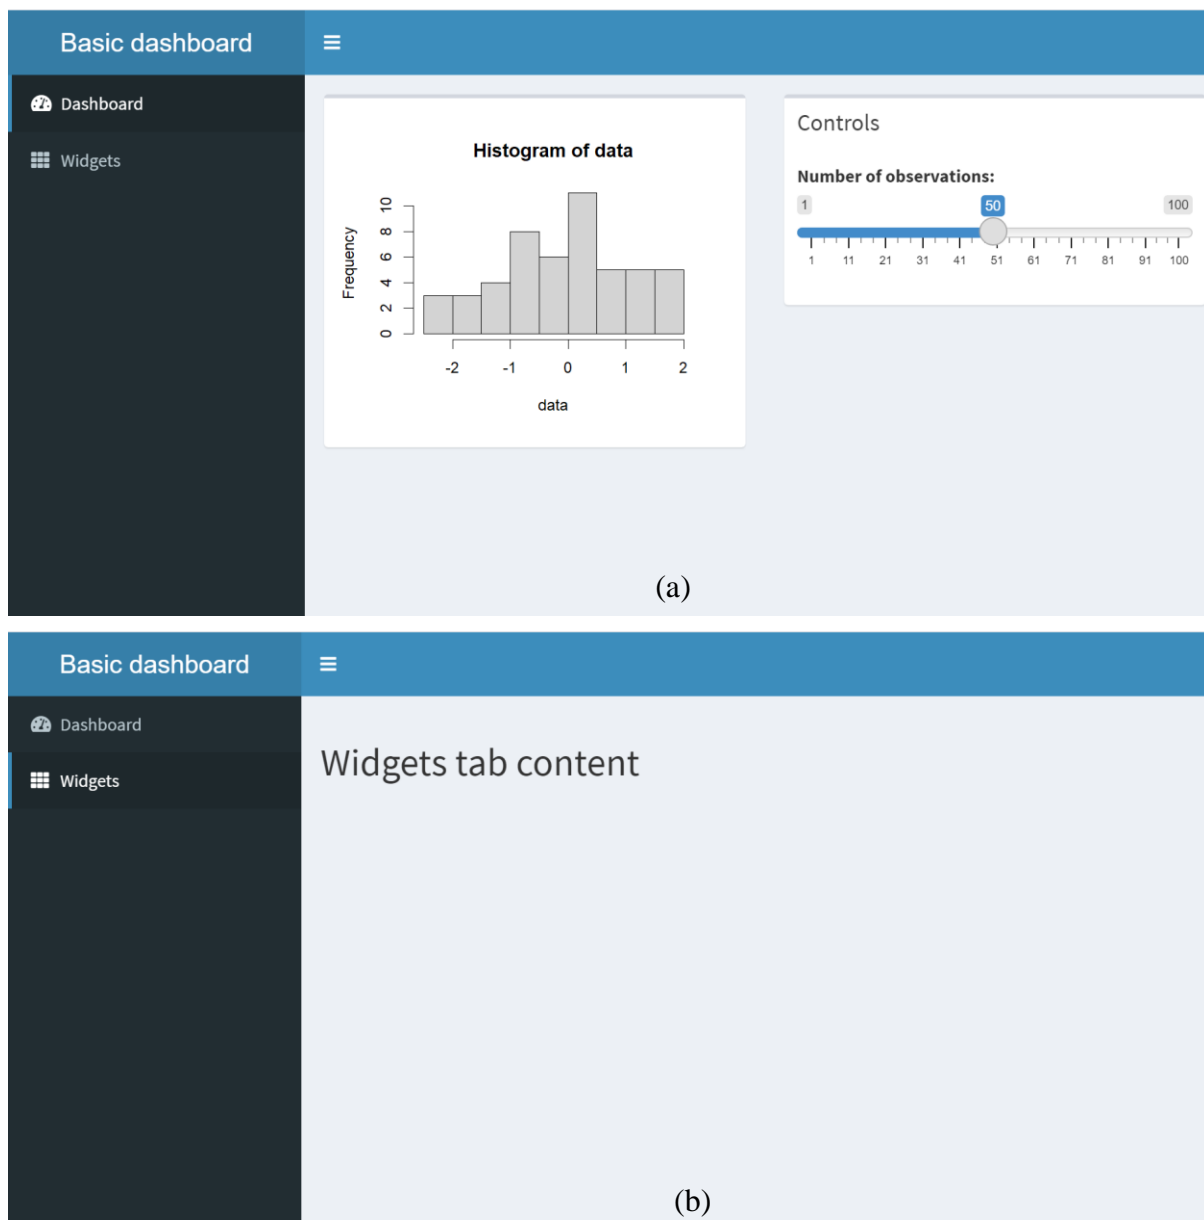 Basic dashboard
Dashboard
Widgets
Histogram of data
Frequency
0 2 4 6 8 10
-2 -1 0 1 2
data
Controls
Number of observations:
1 50 100
1 11 21 31 41 51 61 71 81 91 100
(a)
Basic dashboard
Dashboard
Widgets
Widgets tab content
(b)